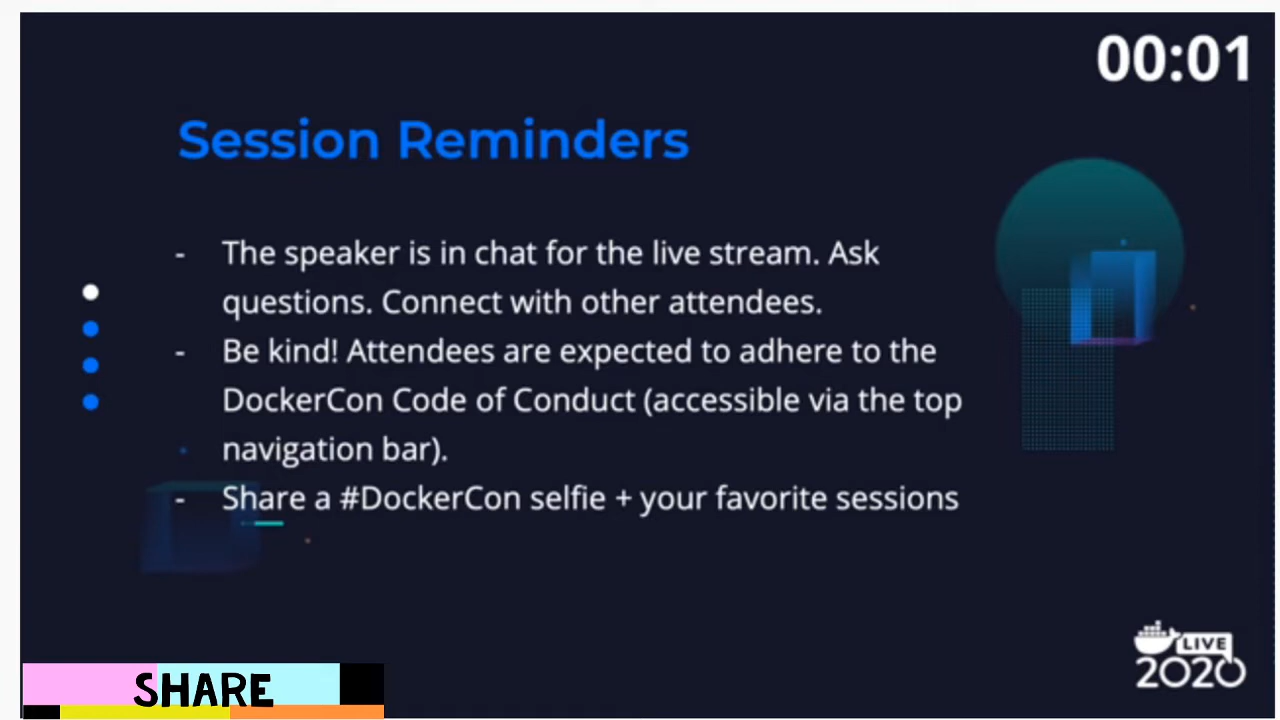 00:01
Session Reminders
- The speaker is in chat for the live stream. Ask
questions. Connect with other attendees.
- Be kind! Attendees are expected to adhere to the
DockerCon Code of Conduct (accessible via the top
navigation bar).
- Share a #DockerCon selfie + your favorite sessions
LIVE
2020
SHARE